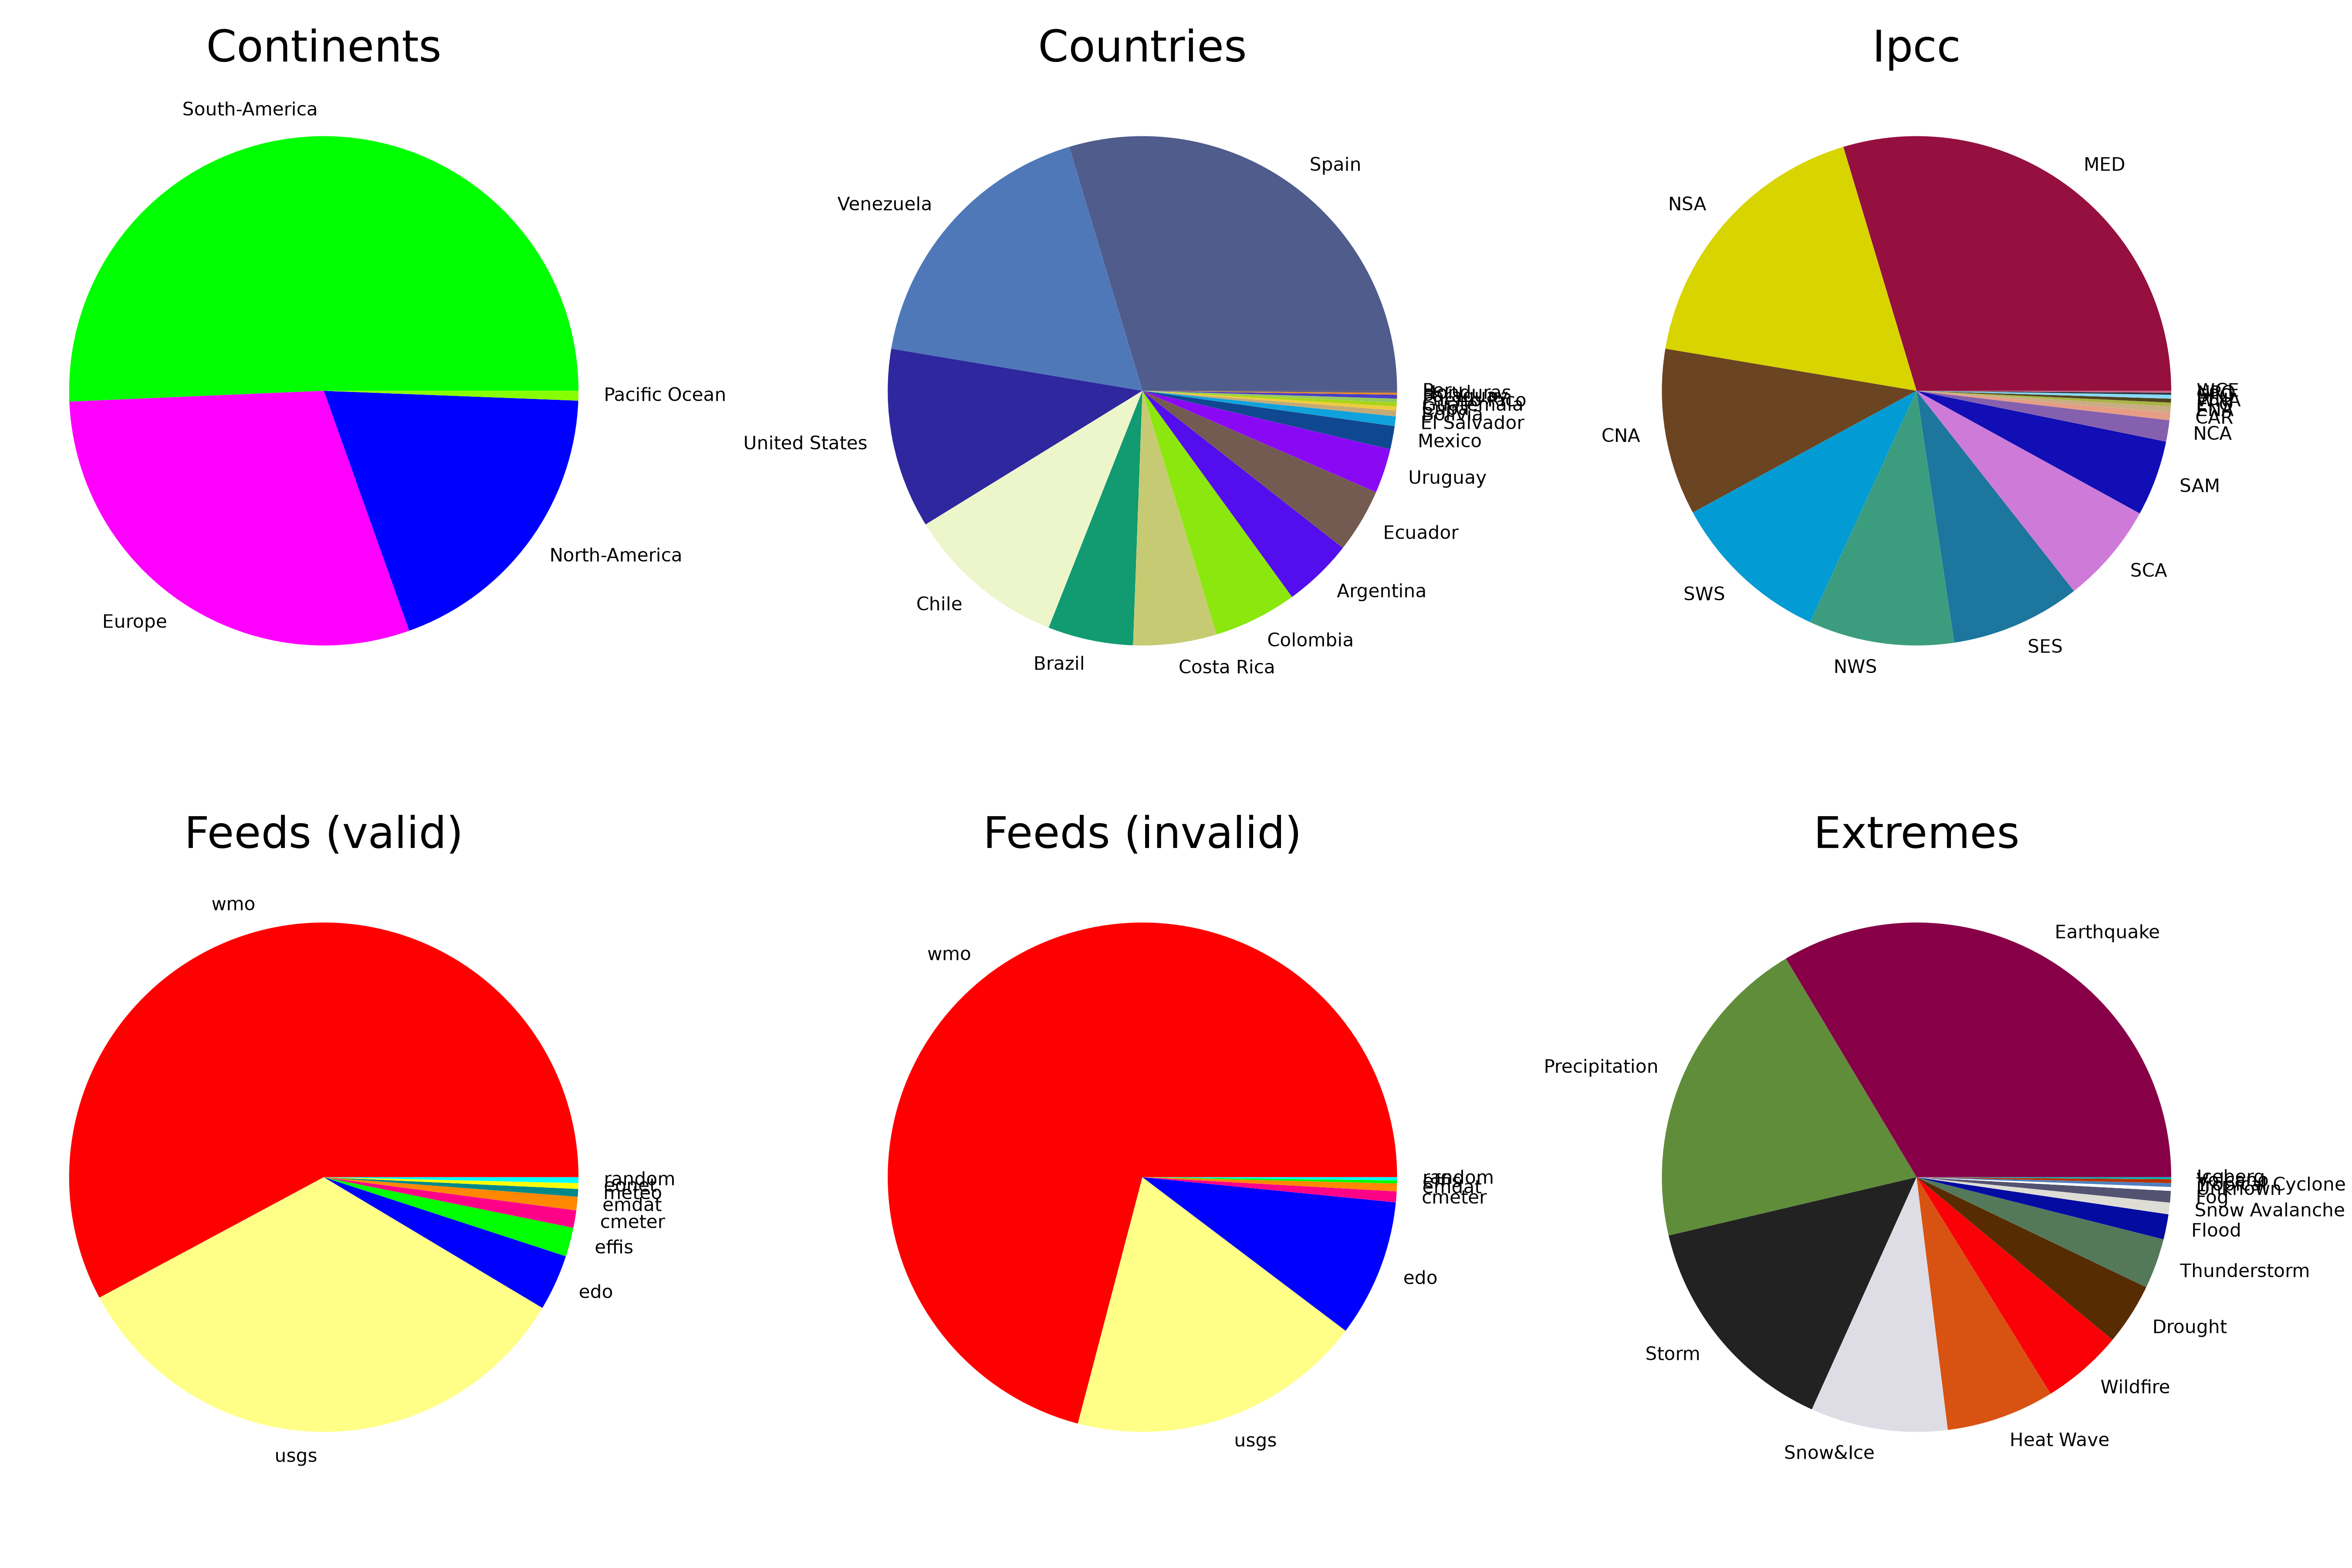 Continents
South-America
Pacific Ocean
North-America
Europe
Countries
Spain
Venezuela
United States
Chile
Brazil
Costa Rica
Colombia
Argentina
Ecuador
Uruguay
Mexico
El Salvador
Ipcc
MED
NSA
CNA
SWS
NWS
SES
SCA
SAM
NCA
CAR
Feeds (valid)
wmo
random
meteo
emdat
cmeter
effis
edo
usgs
Feeds (invalid)
wmo
random
emdat
cmeter
edo
usgs
Extremes
Earthquake
Precipitation
Storm
Snow&Ice
Heat Wave
Wildfire
Drought
Thunderstorm
Flood
Snow Avalanche
Fog
Unknown
Tropical Cyclone
Iceberg